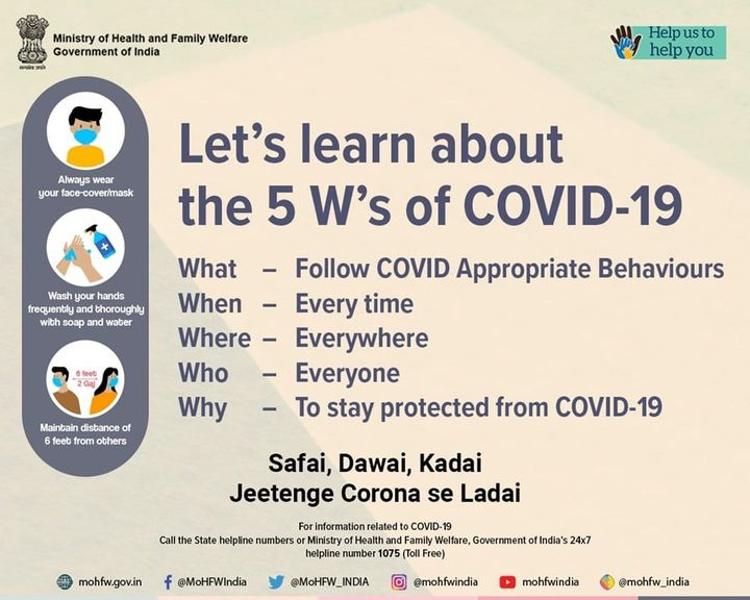 Ministry of Health and Family Welfare
Government of India
Help us to
help you
Always wear
your face-cover/mask
Wash your hands
frequently and thoroughly
with soap and water
6 feet
2 Gaj
Maintain distance of
6 feet from others
Let's learn about
the 5 W's of COVID-19
What – Follow COVID Appropriate Behaviours
When – Every time
Where – Everywhere
Who – Everyone
Why – To stay protected from COVID-19
Safai, Dawai, Kadai
Jeetenge Corona se Ladai
For information related to COVID-19
Call the State helpline numbers or Ministry of Health and Family Welfare, Government of India's 24x7
helpline number 1075 (Toll Free)
mohfw.gov.in @MoHFWIndia @MoHFW_INDIA @mohfwindia mohfwindia @mohfw_india